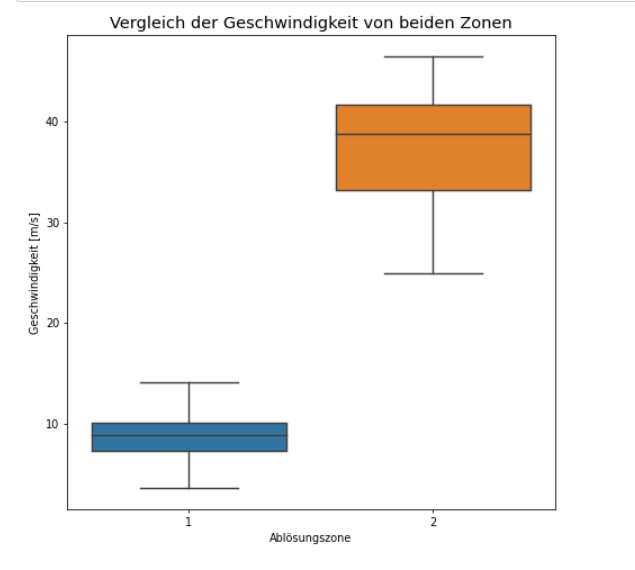 Vergleich der Geschwindigkeit von beiden Zonen
Geschwindigkeit [m/s]
40
30
20
10
1
2
Ablösungszone